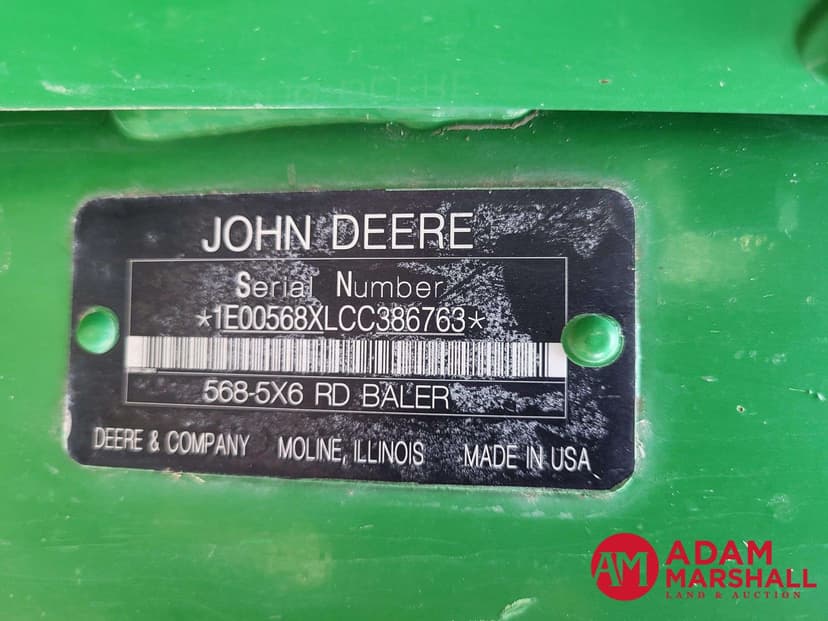 JOHN DEERE
Serial Number
*1E00568XLCC386763*
568-5X6 RD BALER
DEERE & COMPANY MOLINE, ILLINOIS MADE IN USA
AM ADAM
MARSHALL
LAND & AUCTION